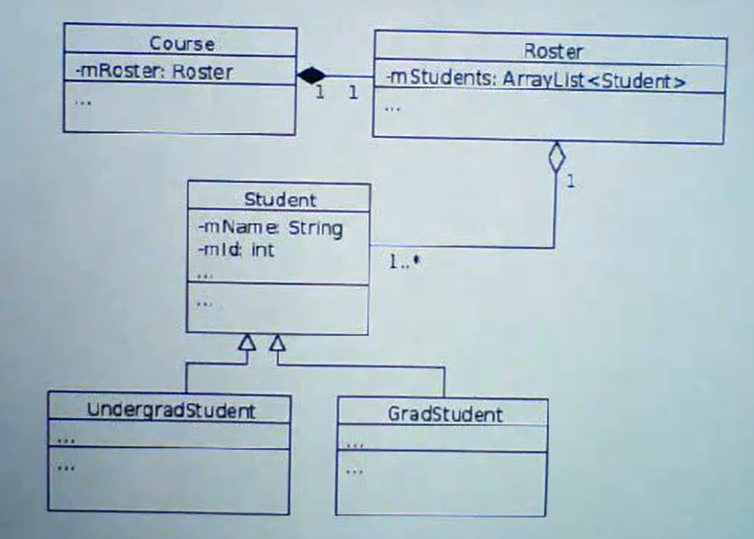 Course
-mRoster: Roster
...
1 1
Roster
-mStudents: ArrayList<Student>
...
1
Student
-mName: String
-mId: int
...
...
1..*
UndergradStudent
...
...
GradStudent
...
...